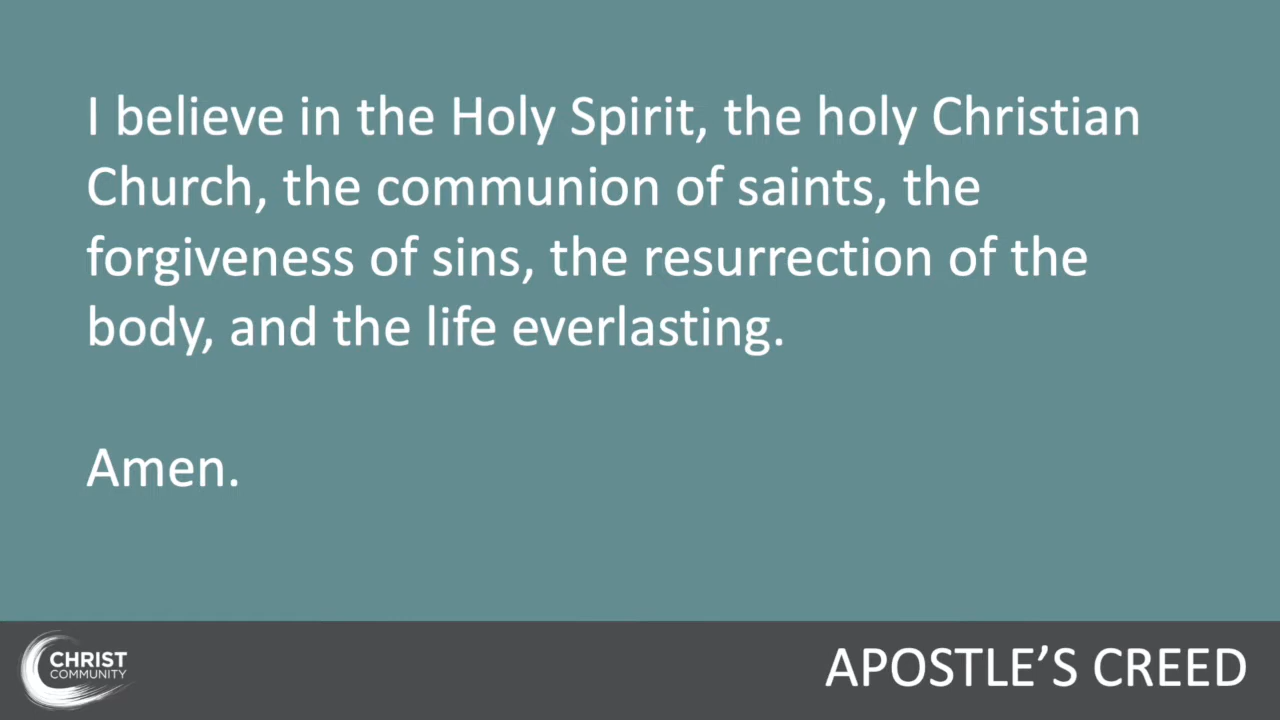 I believe in the Holy Spirit, the holy Christian
Church, the communion of saints, the
forgiveness of sins, the resurrection of the
body, and the life everlasting.
Amen.
CHRIST
COMMUNITY
APOSTLE’S CREED